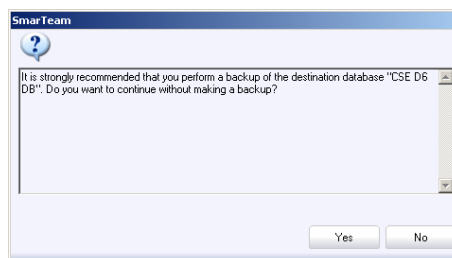 SmarTeam
It is strongly recommended that you perform a backup of the destination database "CSE D6
DB". Do you want to continue without making a backup?
Yes
No